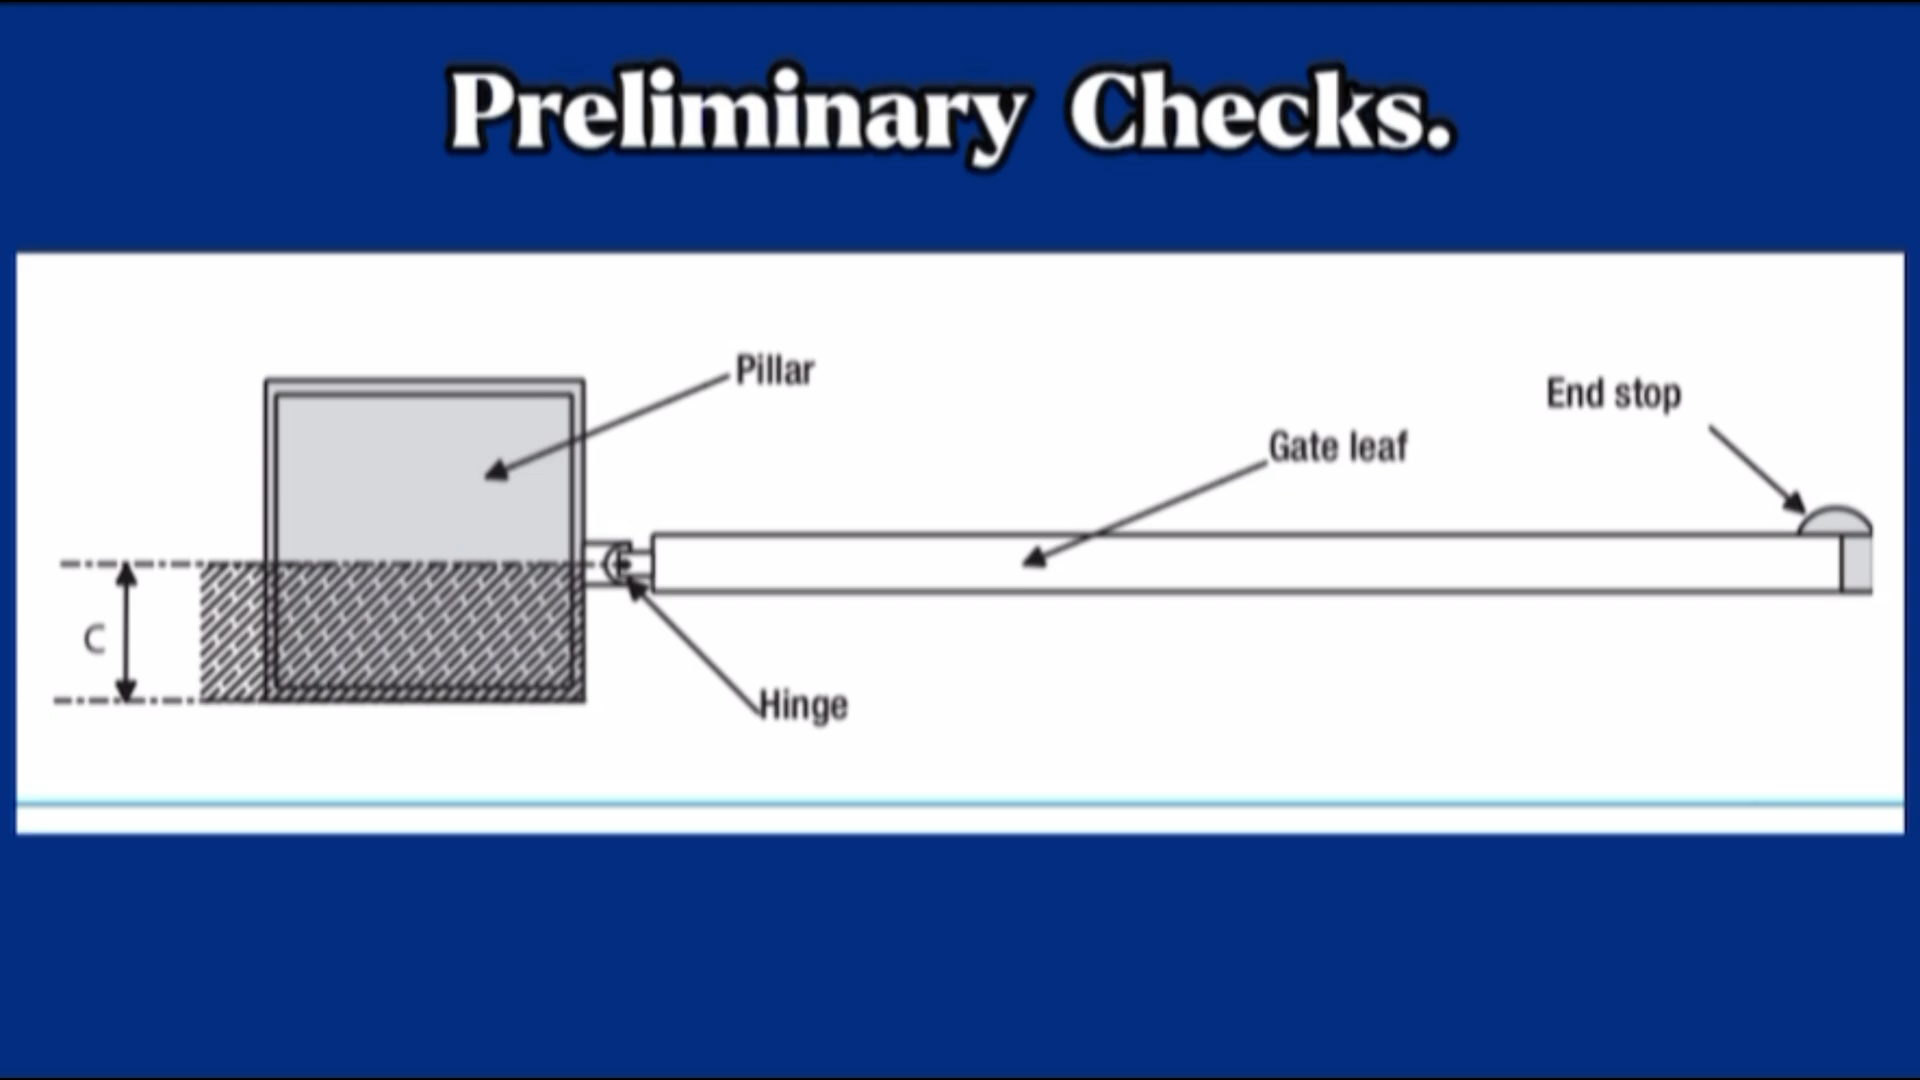 Preliminary Checks.
Pillar
End stop
Gate leaf
C
Hinge